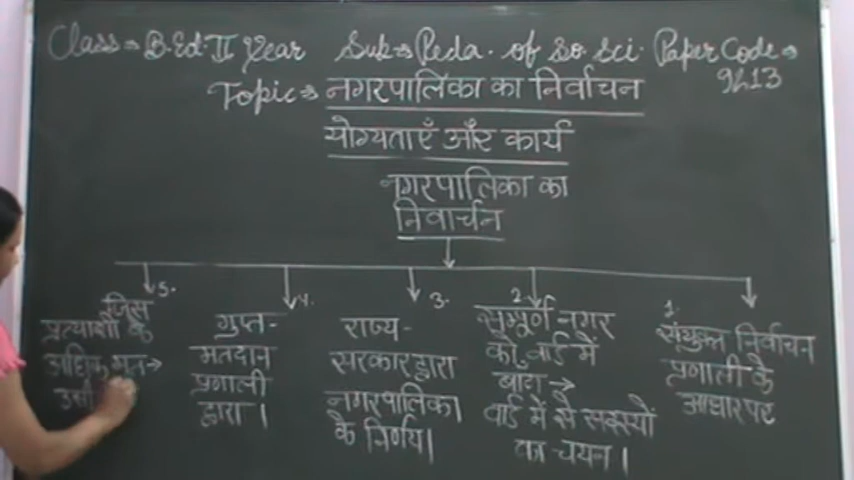 Class⇒ B.Ed. II Year Sub⇒ Peda. of So. Sci. Paper Code⇒
9h13
Topic⇒ नगरपालिका का निर्वाचन
योग्यताएँ और कार्य
नगरपालिका का
निवार्चन
5.
जिस
प्रत्याशी के
अधिक मत→
उसी
4.
गुप्त-
मतदान
प्रणाली
द्वारा।
3.
राज्य-
सरकार द्वारा
नगरपालिका
के निर्णय।
2.
सम्पूर्ण नगर
को वार्ड में
बाग→
वार्ड में से सदस्यों
का चयन।
1.
संयुक्त निर्वाचन
प्रणाली के
आधार पर